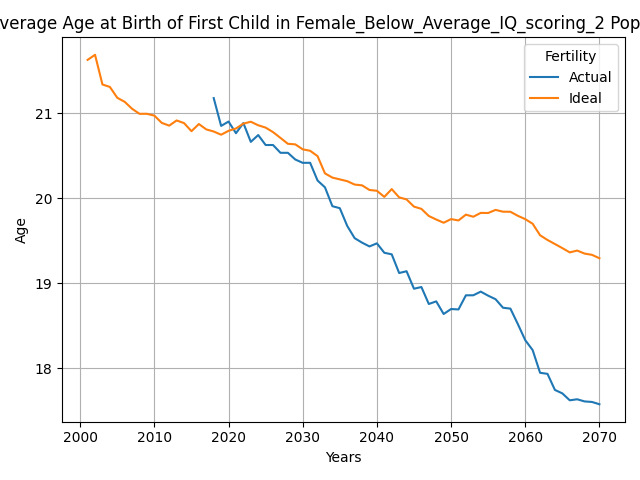 verage Age at Birth of First Child in Female_Below_Average_IQ_scoring_2 Pop
Fertility
Actual
Ideal
Age
21
20
19
18
2000 2010 2020 2030 2040 2050 2060 2070
Years